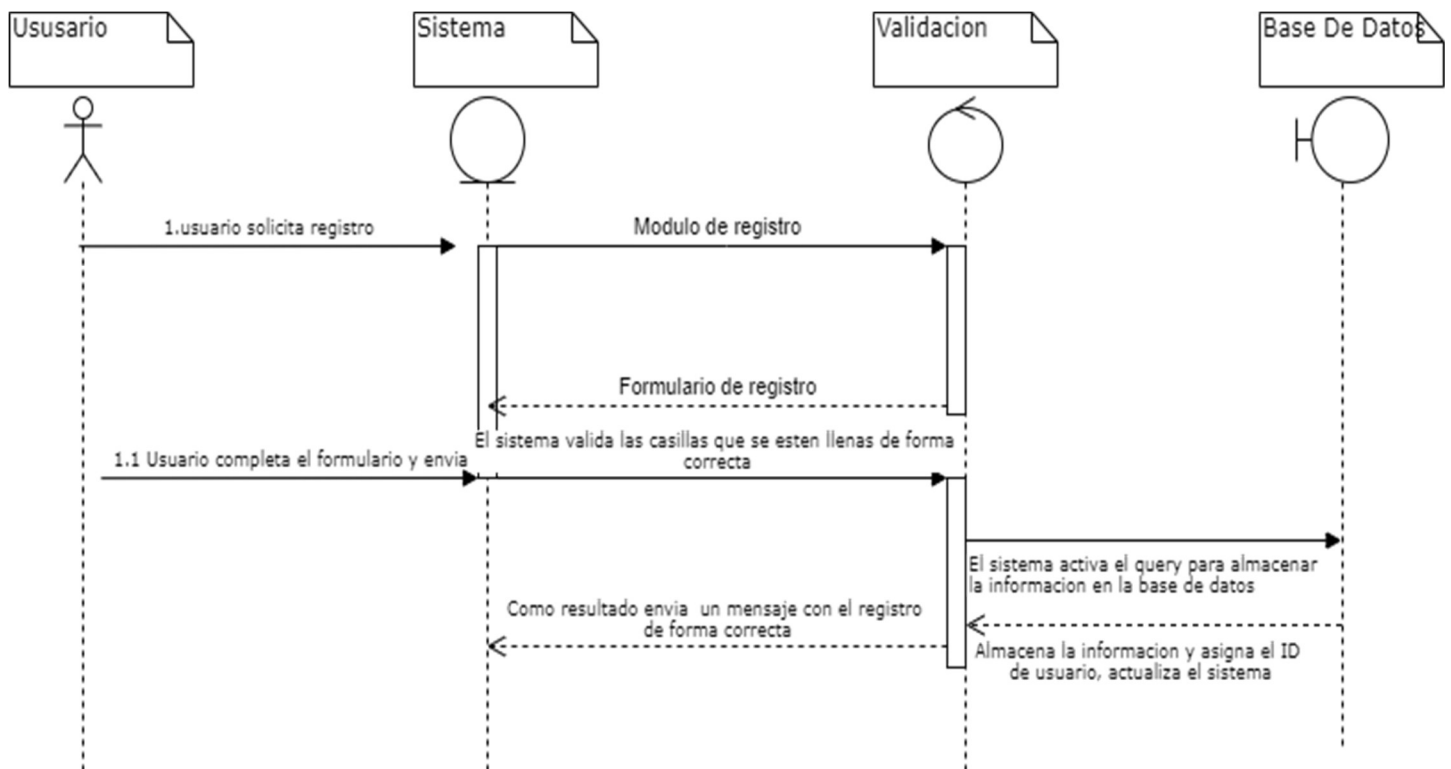 Ususario
Sistema
Validacion
Base De Datos
1.usuario solicita registro
Modulo de registro
Formulario de registro
El sistema valida las casillas que se esten llenas de forma
correcta
1.1 Usuario completa el formulario y envia
El sistema activa el query para almacenar
la informacion en la base de datos
Como resultado envia un mensaje con el registro
de forma correcta
Almacena la informacion y asigna el ID
de usuario, actualiza el sistema